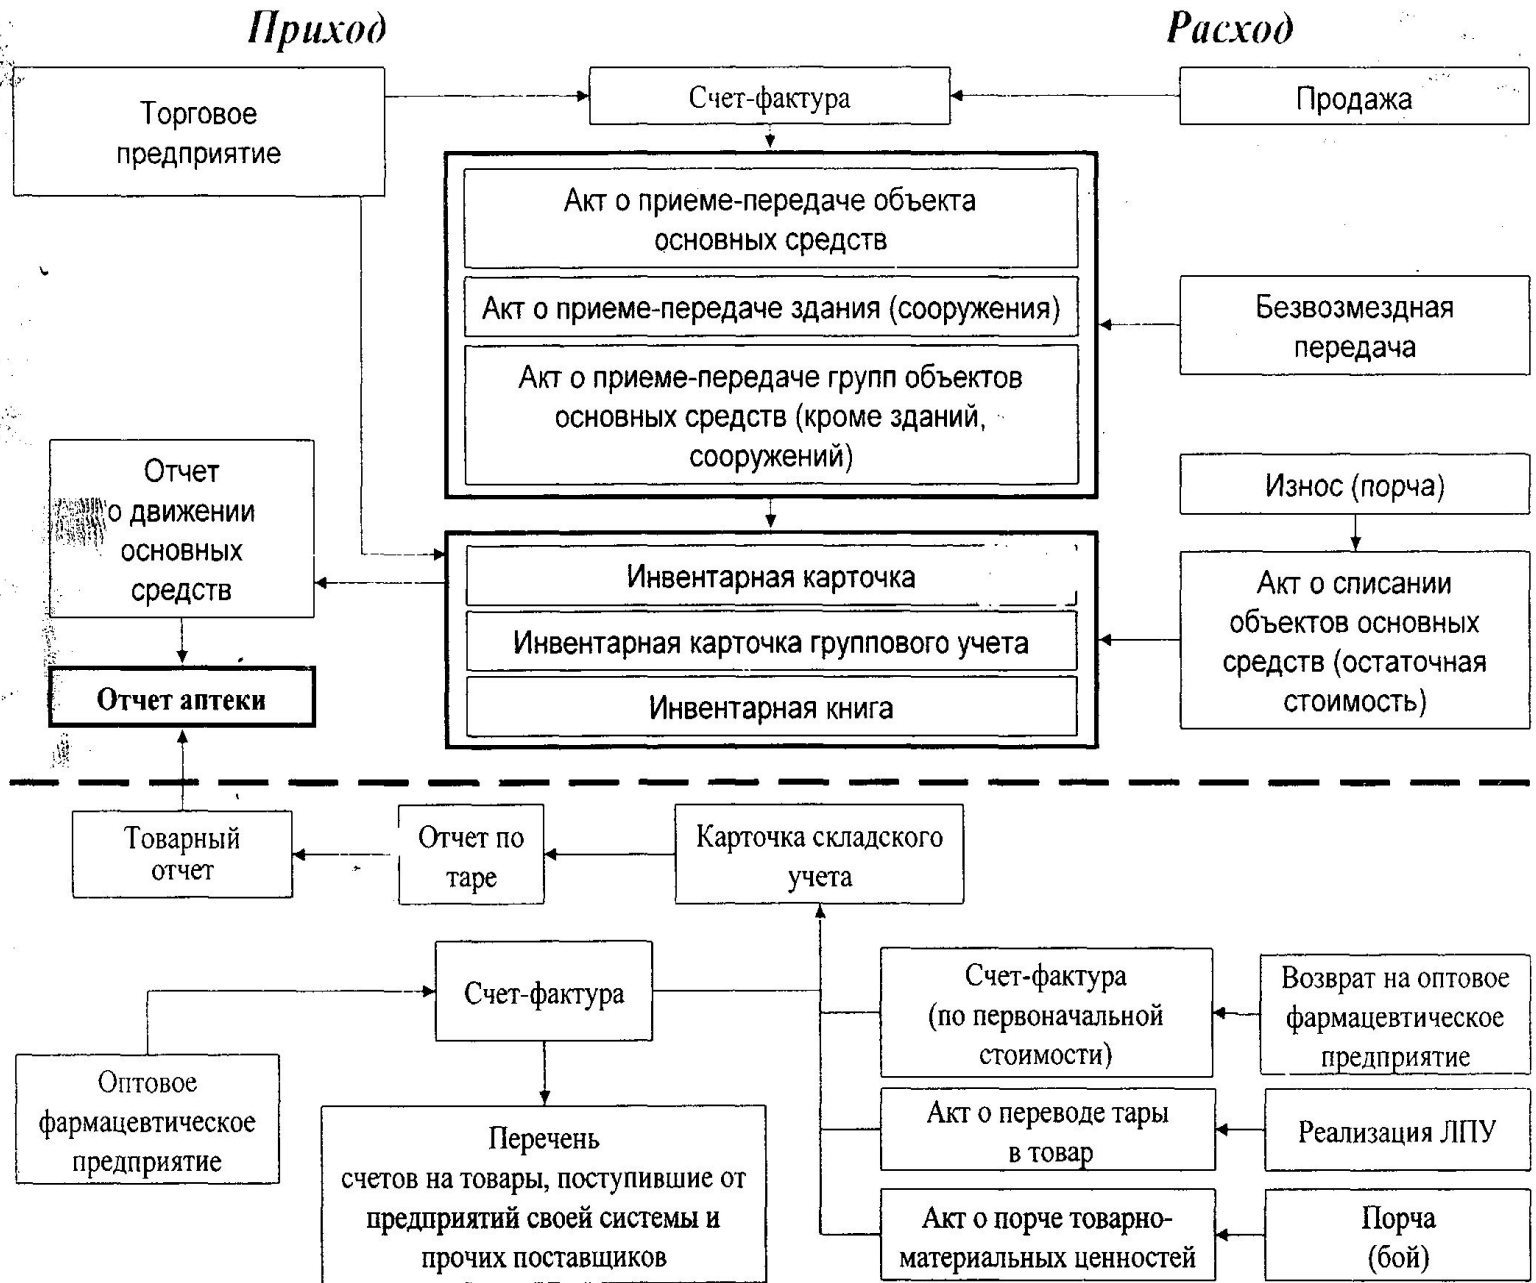 Приход
Расход
Торговое
предприятие
Счет-фактура
Продажа
Акт о приеме-передаче объекта
основных средств
Акт о приеме-передаче здания (сооружения)
Акт о приеме-передаче групп объектов
основных средств (кроме зданий,
сооружений)
Безвозмездная
передача
Отчет
о движении
основных
средств
Износ (порча)
Инвентарная карточка
Инвентарная карточка группового учета
Инвентарная книга
Акт о списании
объектов основных
средств (остаточная
стоимость)
Отчет аптеки
Товарный
отчет
Отчет по
таре
Карточка складского
учета
Счет-фактура
Счет-фактура
(по первоначальной
стоимости)
Возврат на оптовое
фармацевтическое
предприятие
Оптовое
фармацевтическое
предприятие
Перечень
счетов на товары, поступившие от
предприятий своей системы и
прочих поставщиков
Акт о переводе тары
в товар
Реализация ЛПУ
Акт о порче товарно-
материальных ценностей
Порча
(бой)